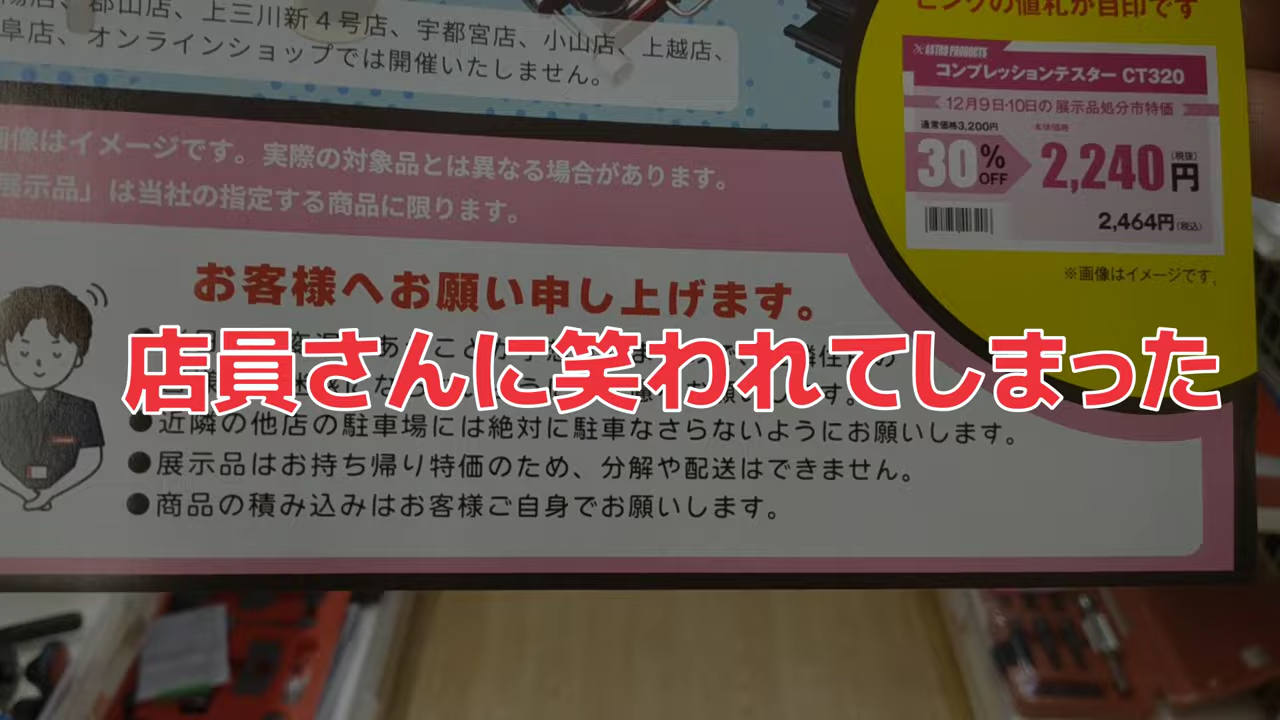 郡山店、上三川新4号店、宇都宮店、小山店、上越店、
阜店、オンラインショップでは開催いたしません。
ピンクの値札が目印です
ASTRO PRODUCTS
コンプレッションテスター CT320
12月9日・10日の展示品処分市特価
通常価格3,200円
本体価格
30%OFF 2,240円(税抜)
2,464円(税込)
※画像はイメージです。
画像はイメージです。実際の対象品とは異なる場合があります。
展示品」は当社の指定する商品に限ります。
お客様へお願い申し上げます。
店員さんに笑われてしまった
●近隣の他店の駐車場には絶対に駐車なさらないようにお願いします。
●展示品はお持ち帰り特価のため、分解や配送はできません。
●商品の積み込みはお客様ご自身でお願いします。